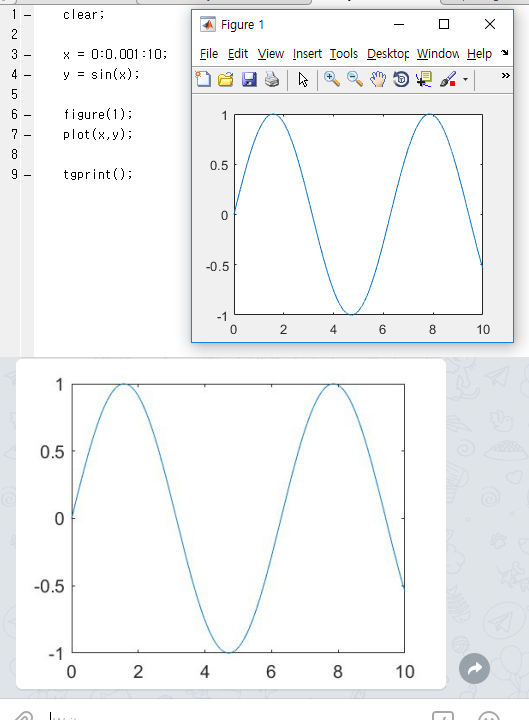 1 – clear;
2
3 – x = 0:0.001:10;
4 – y = sin(x);
5
6 – figure(1);
7 – plot(x,y);
8
9 – tgprint();
Figure 1
File Edit View Insert Tools Desktop Window Help
1
0.5
0
-0.5
-1
0 2 4 6 8 10
1
0.5
0
-0.5
-1
0 2 4 6 8 10